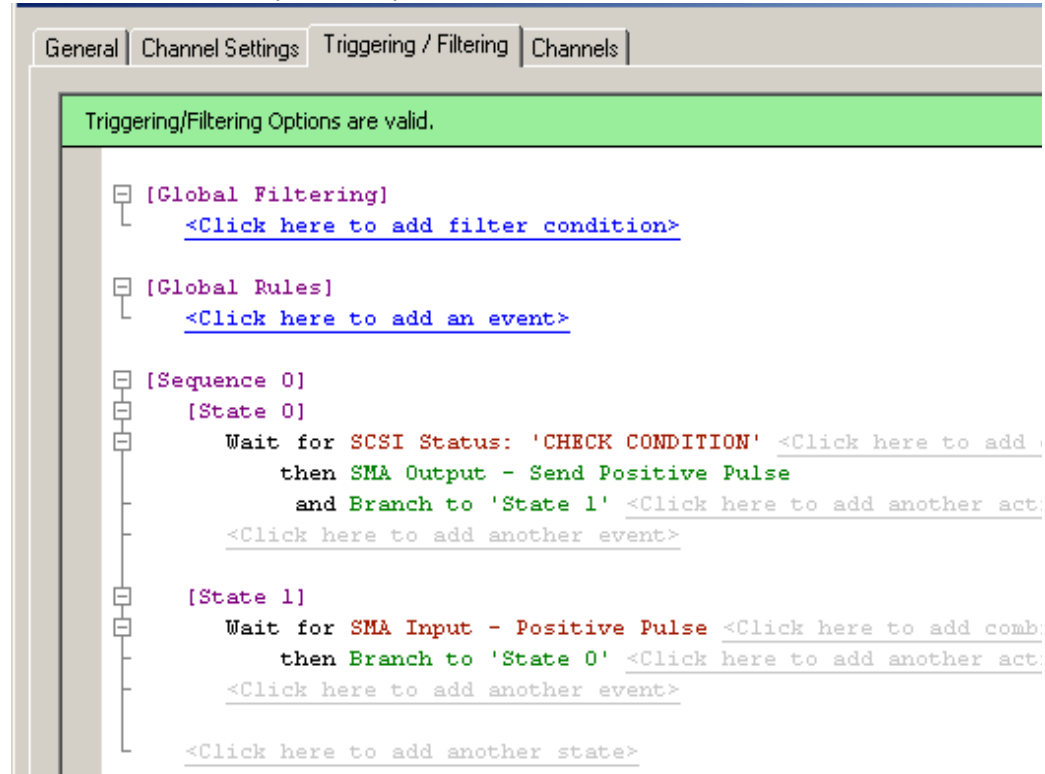 General Channel Settings Triggering / Filtering Channels
Triggering/Filtering Options are valid.
[Global Filtering]
<Click here to add filter condition>
[Global Rules]
<Click here to add an event>
[Sequence 0]
[State 0]
Wait for SCSI Status: 'CHECK CONDITION' <Click here to add
then SMA Output - Send Positive Pulse
and Branch to 'State 1' <Click here to add another act
<Click here to add another event>
[State 1]
Wait for SMA Input - Positive Pulse <Click here to add comb
then Branch to 'State 0' <Click here to add another act
<Click here to add another event>
<Click here to add another state>